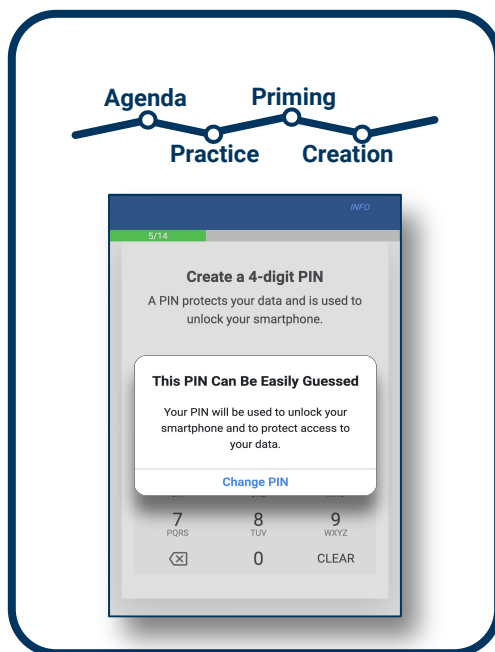 Agenda
Priming
Practice
Creation
INFO
5/14
Create a 4-digit PIN
A PIN protects your data and is used to
unlock your smartphone.
This PIN Can Be Easily Guessed
Your PIN will be used to unlock your
smartphone and to protect access to
your data.
Change PIN
7 8 9
PQRS TUV WXYZ
0 CLEAR